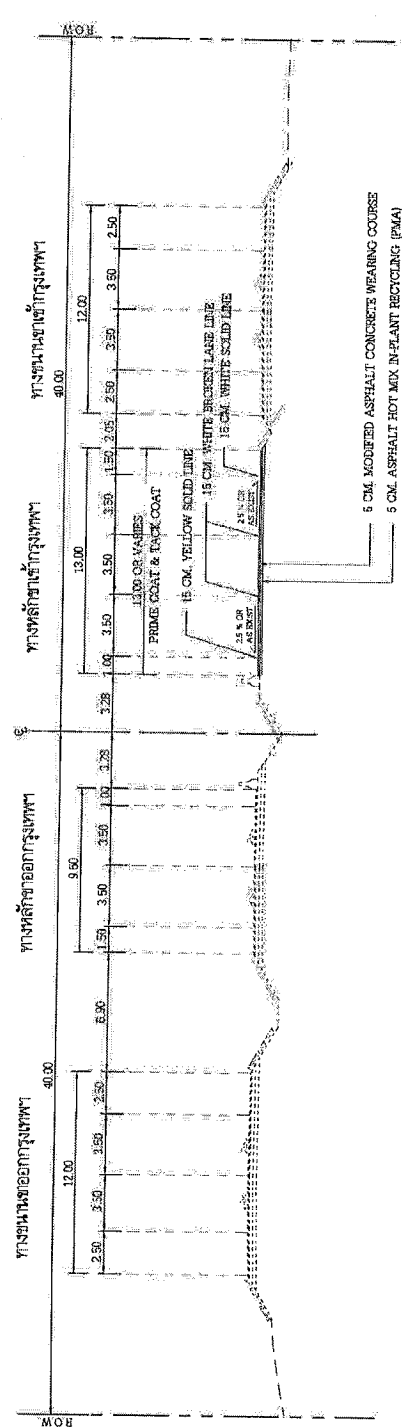 R.O.W.
R.O.W.
40.00
40.00
ทางขนานขาออกกรุงเทพฯ
ทางหลักขาออกกรุงเทพฯ
ทางหลักขาเข้ากรุงเทพฯ
ทางขนานขาเข้ากรุงเทพฯ
12.00
9.50
13.00
12.00
2.50 3.50 3.50 2.50 6.90 1.50 3.50 3.50 1.00 3.28 3.28 1.00 3.50 3.50 3.50 1.50 2.05 2.50 3.50 3.50 2.50
13.00 OR VARIES
PRIME COAT & TACK COAT
15 CM. YELLOW SOLID LINE
15 CM. WHITE BROKEN LANE LINE
15 CM. WHITE SOLID LINE
2.5 % OR
AS EXIST
2.5 % OR
AS EXIST
5 CM. MODIFIED ASPHALT CONCRETE WEARING COURSE
5 CM. ASPHALT HOT MIX IN-PLANT RECYCLING (PMA)